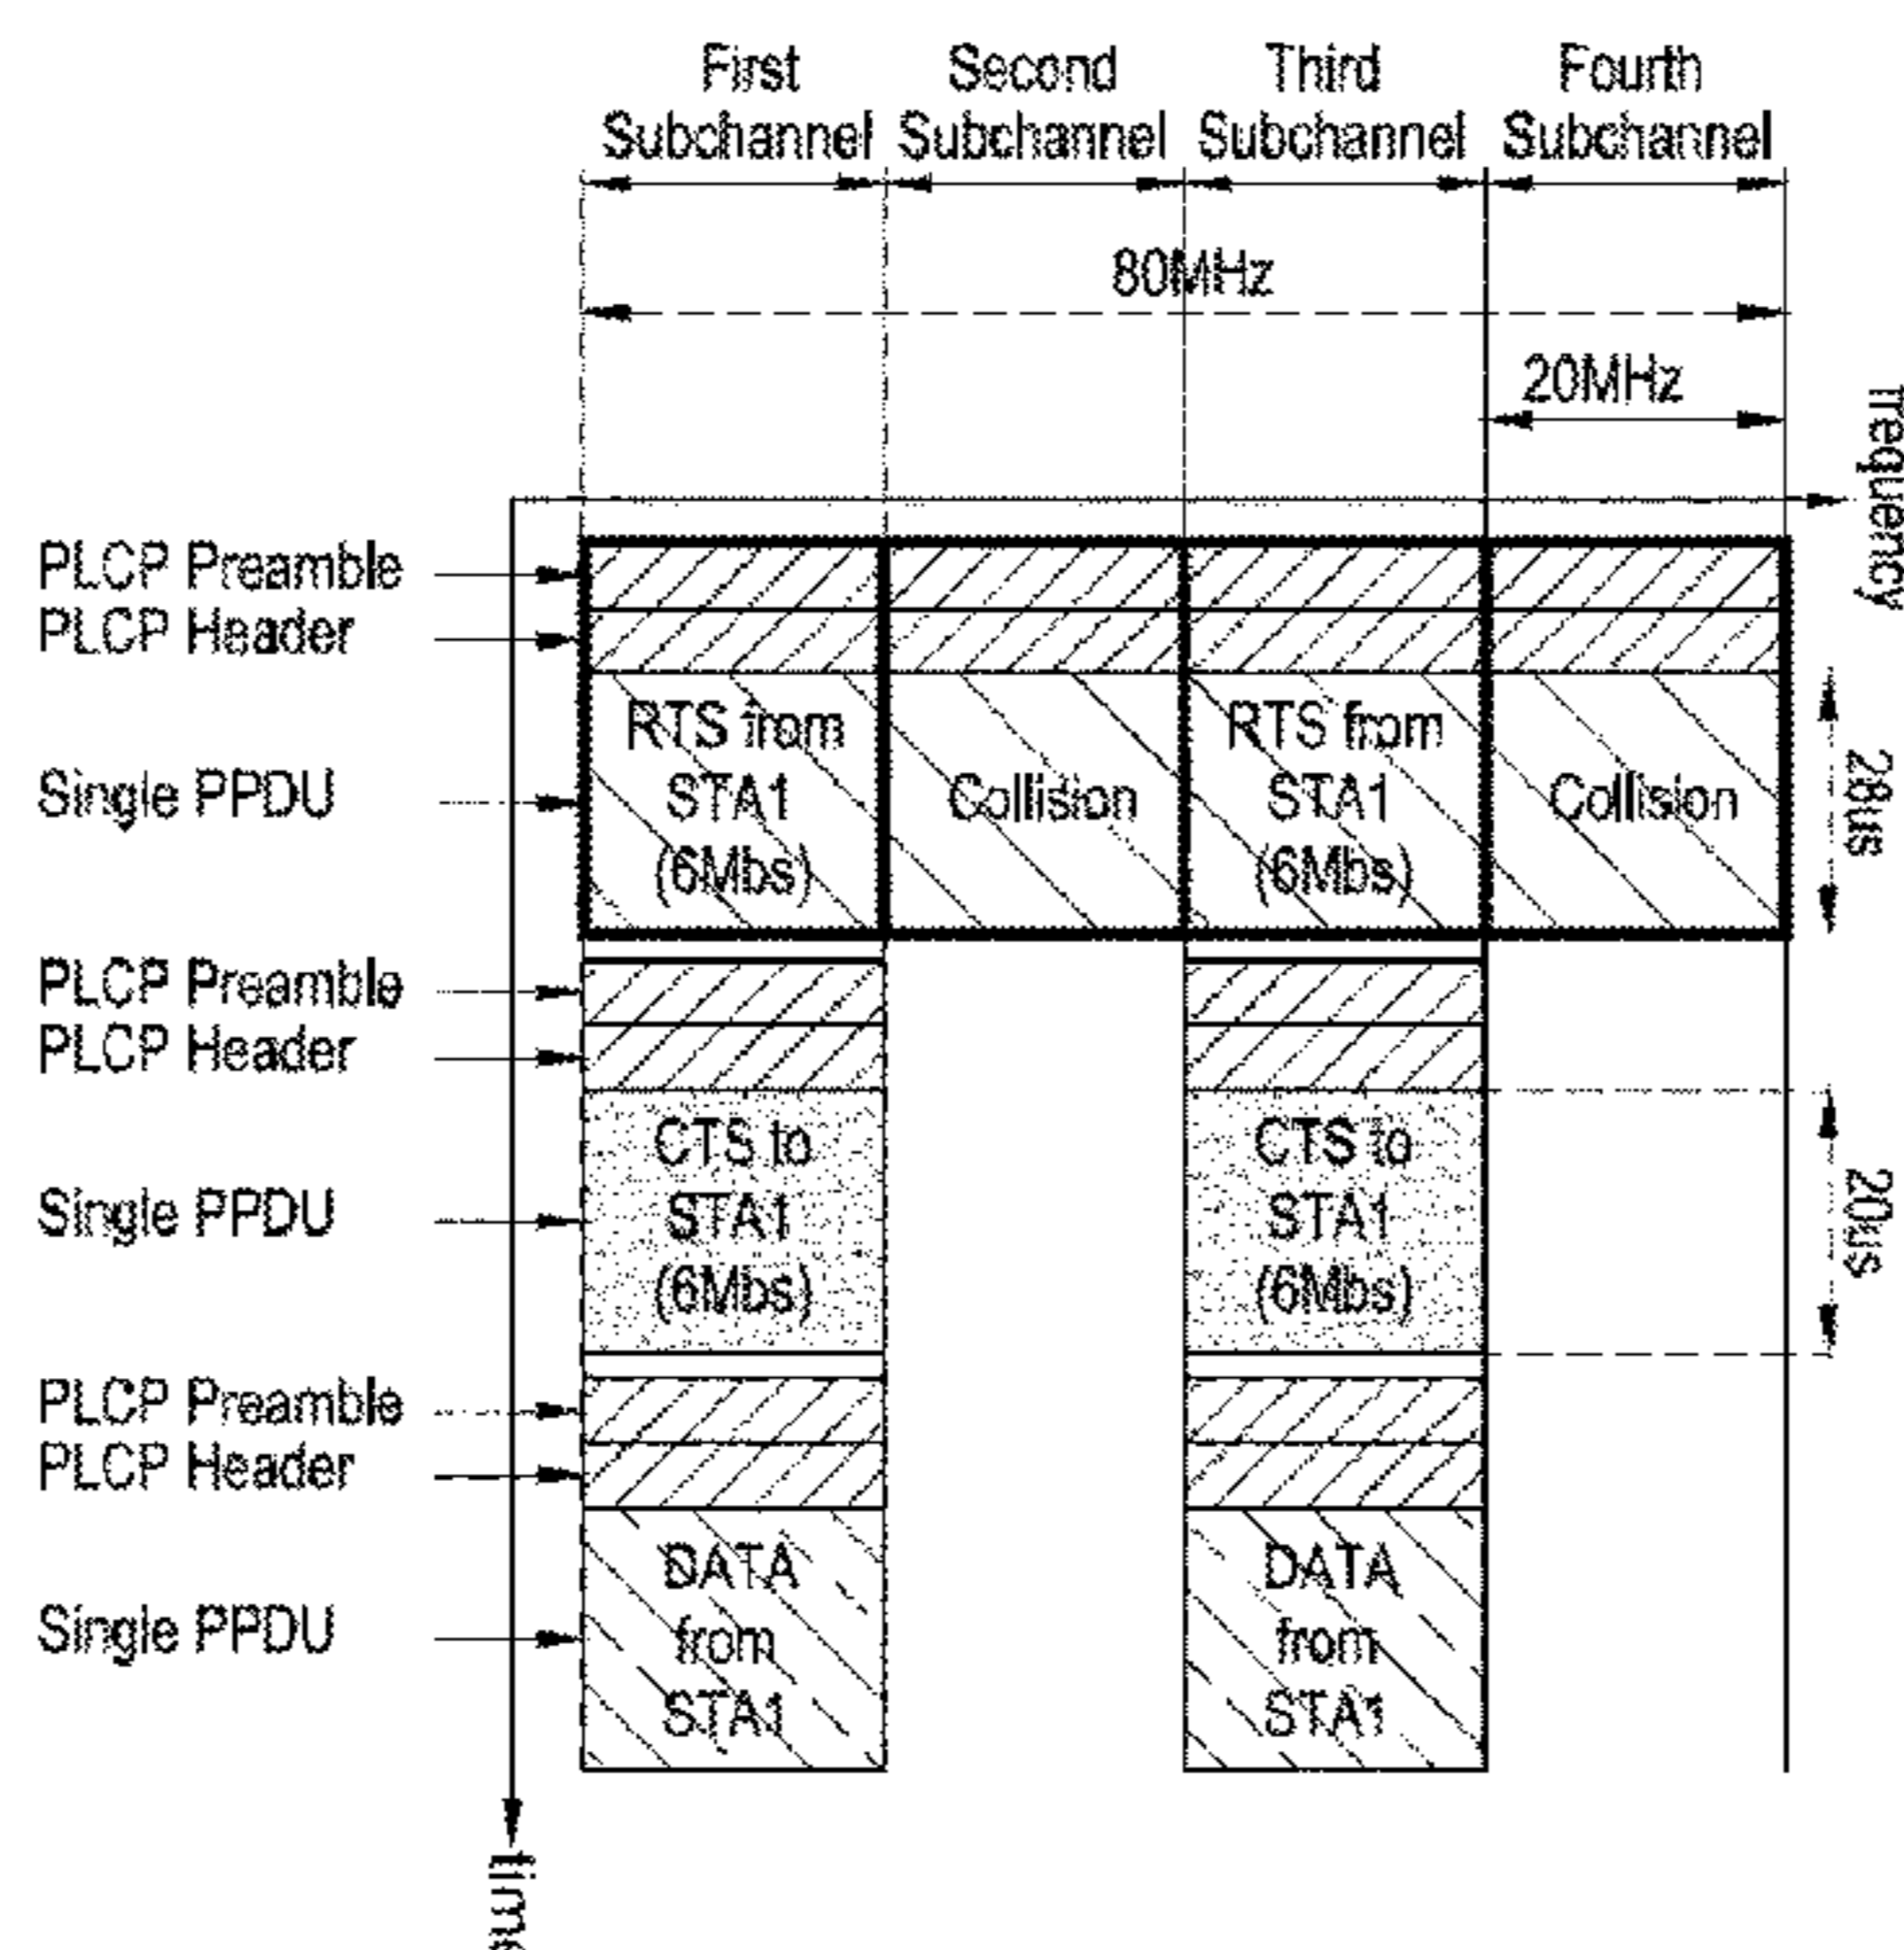 First Second Third Fourth
Subchannel Subchannel Subchannel Subchannel
80MHz
20MHz
frequency
PLCP Preamble
PLCP Header
Single PPDU
RTS from
STA1
(6Mbs)
Collision
RTS from
STA1
(6Mbs)
Collision
28us
PLCP Preamble
PLCP Header
Single PPDU
CTS to
STA1
(6Mbs)
CTS to
STA1
(6Mbs)
20us
PLCP Preamble
PLCP Header
Single PPDU
DATA
from
STA1
DATA
from
STA1
time